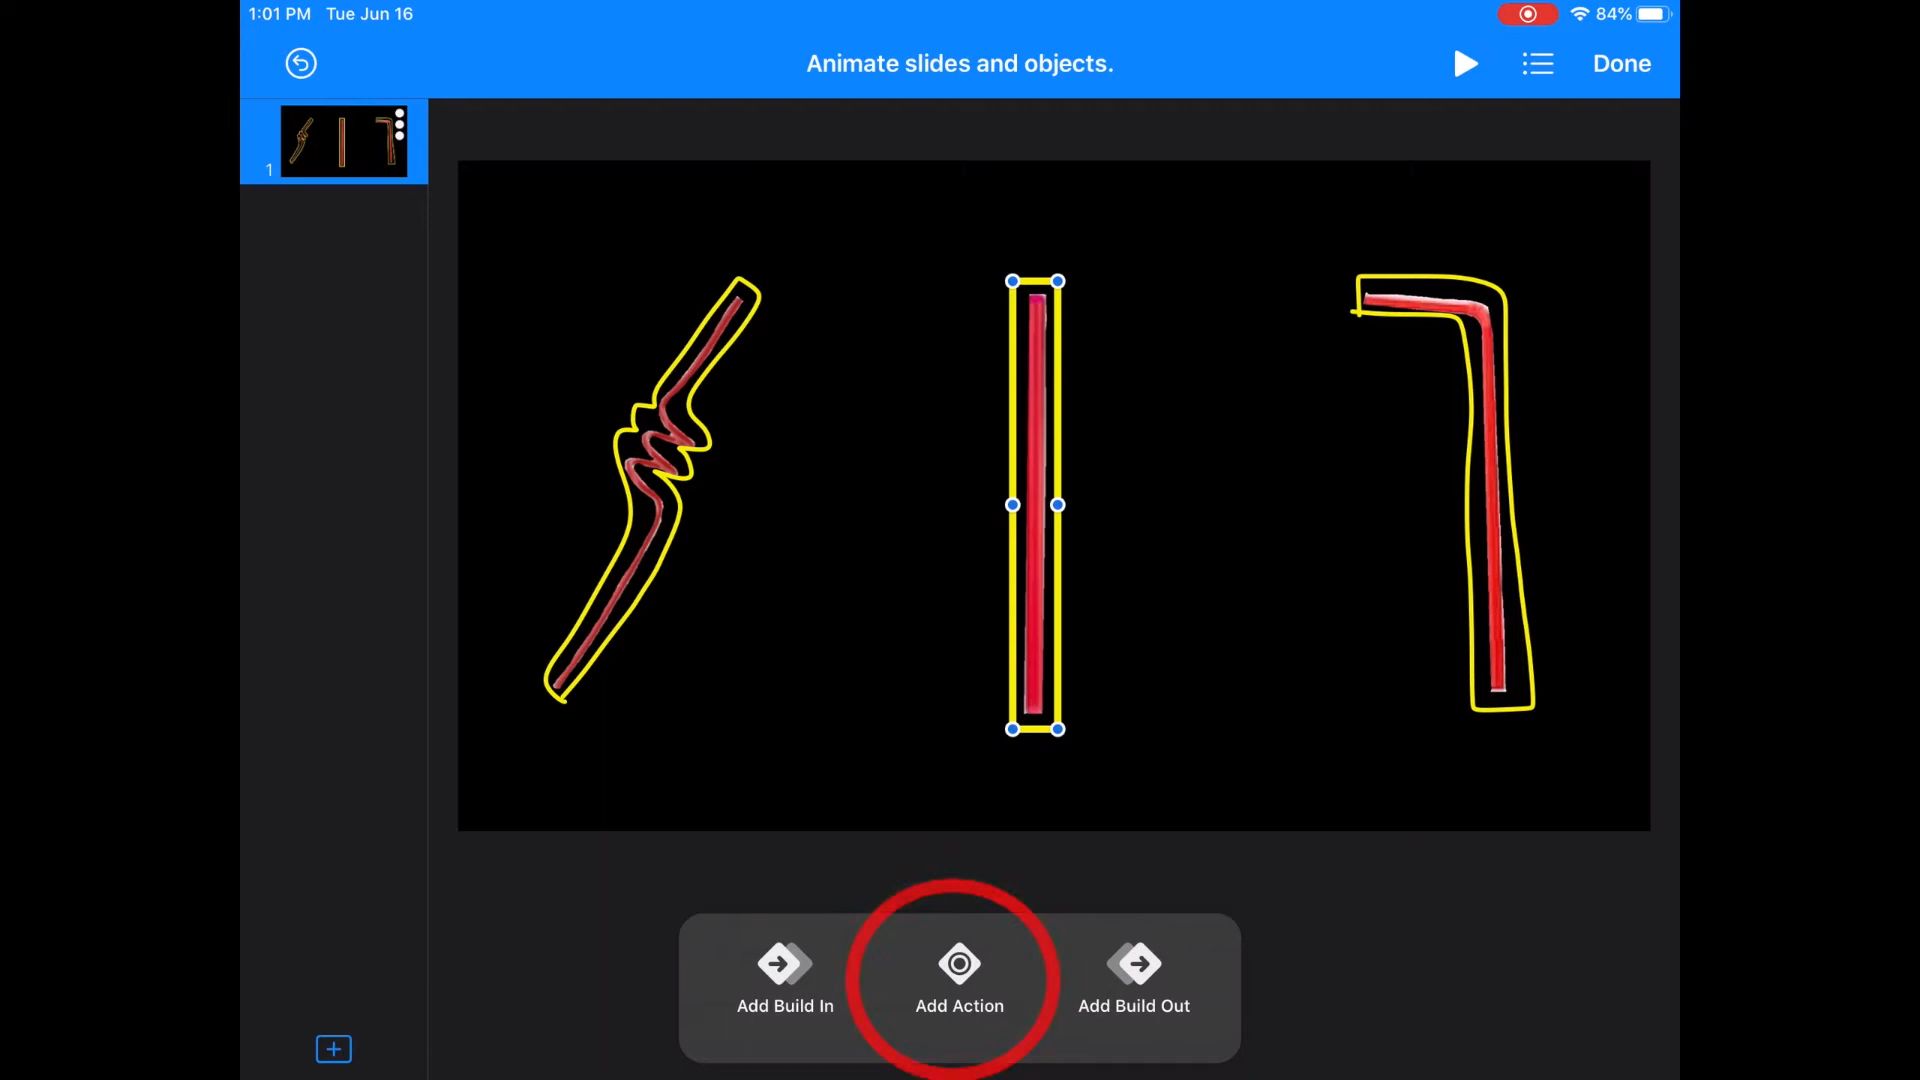 1:01 PM Tue Jun 16
84%
Animate slides and objects.
Done
1
Add Build In
Add Action
Add Build Out